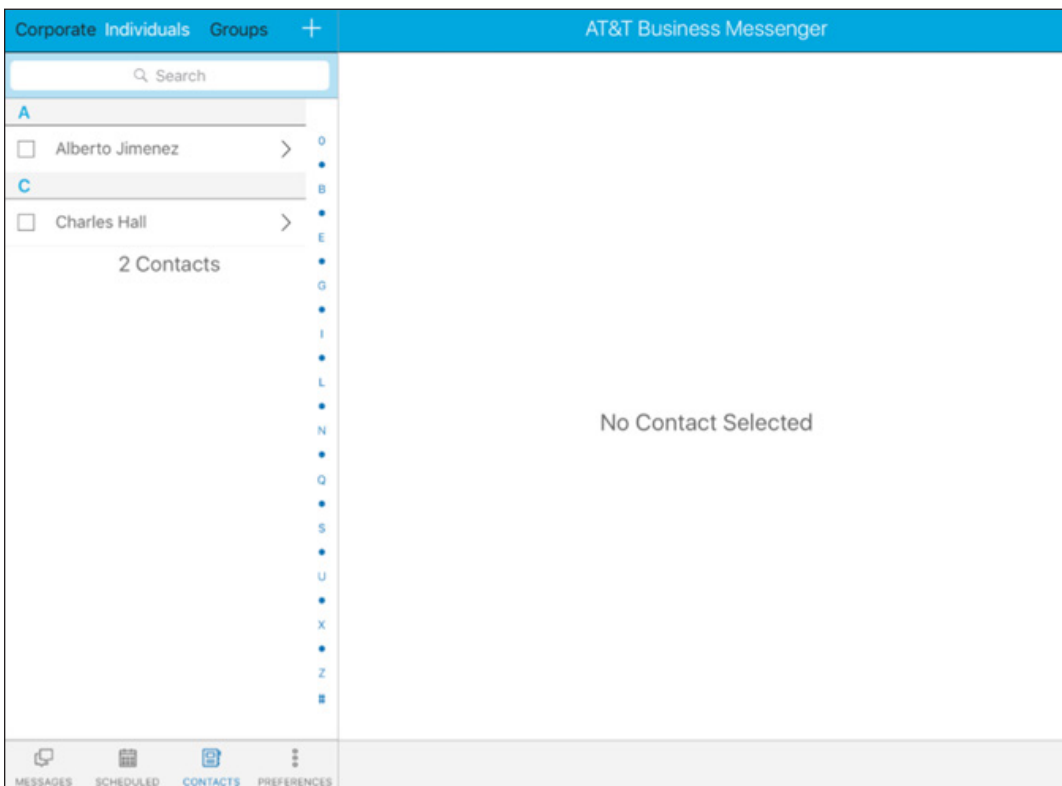 Corporate Individuals Groups +
AT&T Business Messenger
Search
A
Alberto Jimenez
C
Charles Hall
2 Contacts
O
B
E
G
I
L
N
Q
S
U
X
Z
No Contact Selected
MESSAGES SCHEDULED CONTACTS PREFERENCES